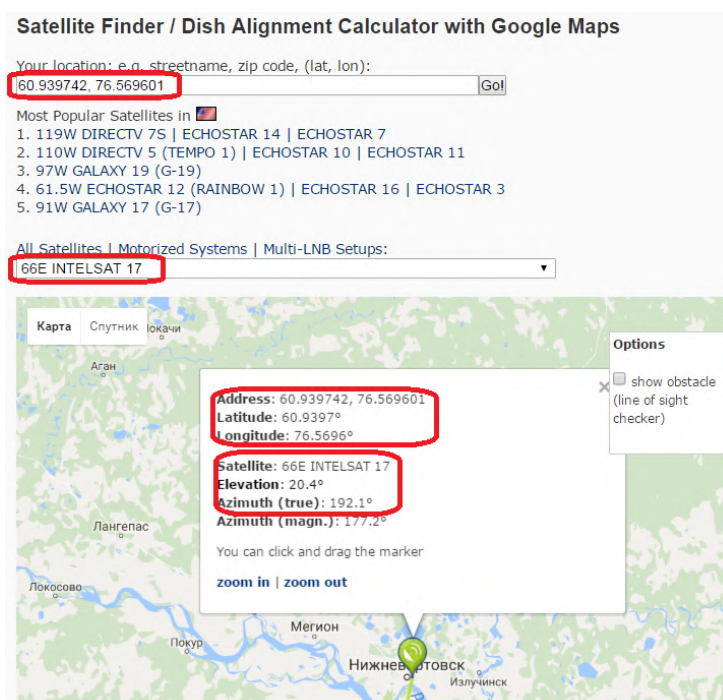 Satellite Finder / Dish Alignment Calculator with Google Maps
Your location: e.g. streetname, zip code, (lat, lon):
60.939742, 76.569601 Go!
Most Popular Satellites in
1. 119W DIRECTV 7S | ECHOSTAR 14 | ECHOSTAR 7
2. 110W DIRECTV 5 (TEMPO 1) | ECHOSTAR 10 | ECHOSTAR 11
3. 97W GALAXY 19 (G-19)
4. 61.5W ECHOSTAR 12 (RAINBOW 1) | ECHOSTAR 16 | ECHOSTAR 3
5. 91W GALAXY 17 (G-17)
All Satellites | Motorized Systems | Multi-LNB Setups:
66E INTELSAT 17
Карта Спутник
Аган
Options
show obstacle
(line of sight
checker)
Address: 60.939742, 76.569601
Latitude: 60.9397°
Longitude: 76.5696°
Satellite: 66E INTELSAT 17
Elevation: 20.4°
Azimuth (true): 192.1°
Azimuth (magn.): 177.2°
You can click and drag the marker
zoom in | zoom out
Лангепас
Локосово
Покур
Мегион
Нижневартовск
Излучинск